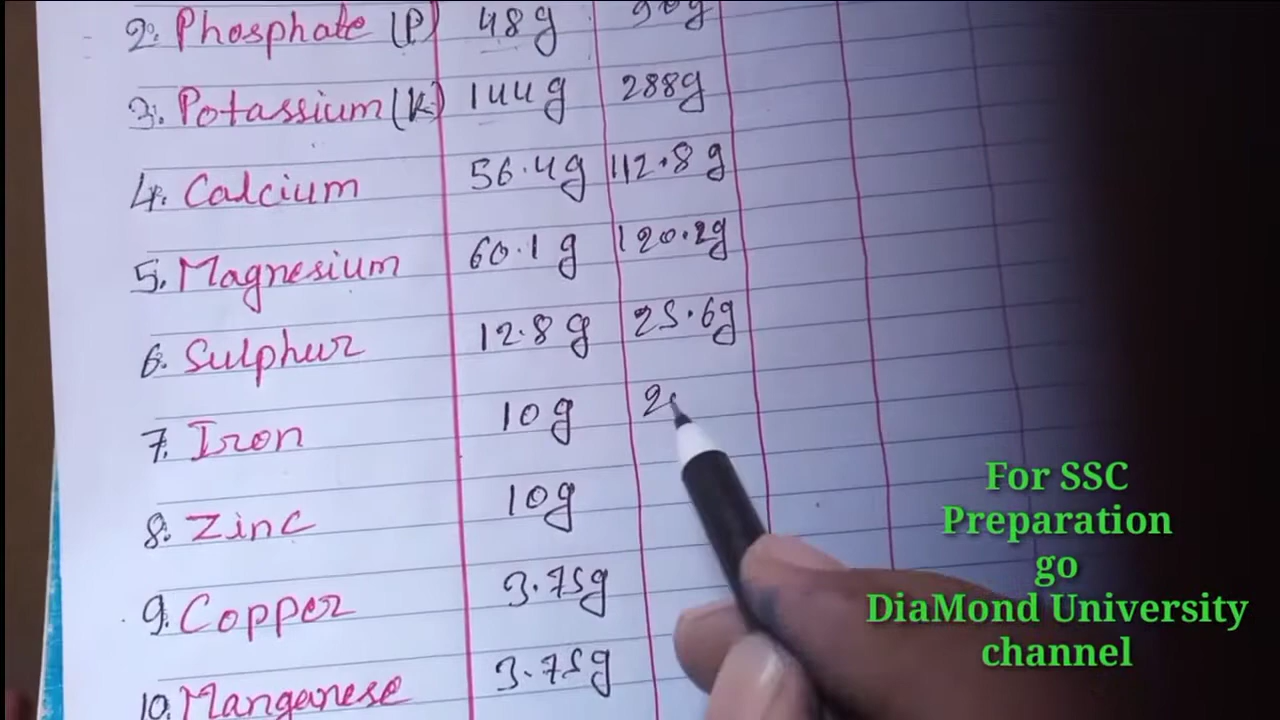 2. Phosphate (P) 48g 96g
3. Potassium (K) 144g 288g
4. Calcium 56.4g 112.8g
5. Magnesium 60.1g 120.2g
6. Sulphur 12.8g 25.6g
7. Iron 10g 2
8. Zinc 10g
9. Copper 3.75g
10. Manganese 3.75g
For SSC
Preparation
go
DiaMond University
channel